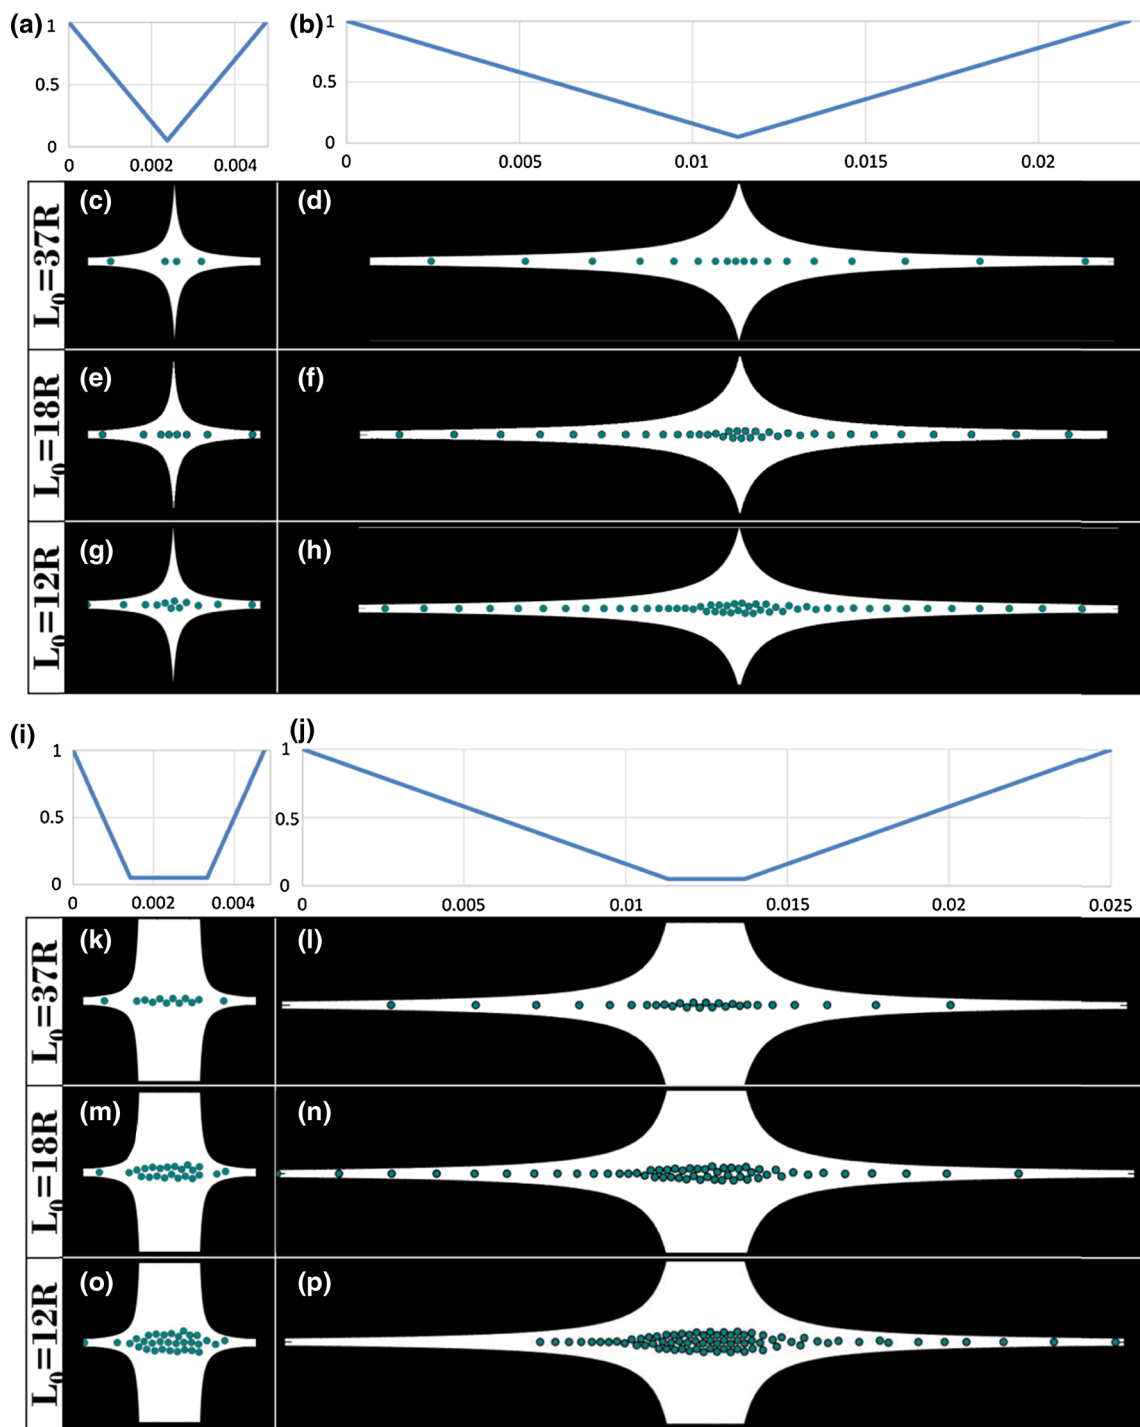 (a)
1
0.5
0
0 0.002 0.004
(b)
1
0.5
0
0 0.005 0.01 0.015 0.02
L₀=37R
(c)
(d)
L₀=18R
(e)
(f)
L₀=12R
(g)
(h)
(i)
1
0.5
0
0 0.002 0.004
(j)
1
0.5
0
0 0.005 0.01 0.015 0.02 0.025
L₀=37R
(k)
(l)
L₀=18R
(m)
(n)
L₀=12R
(o)
(p)